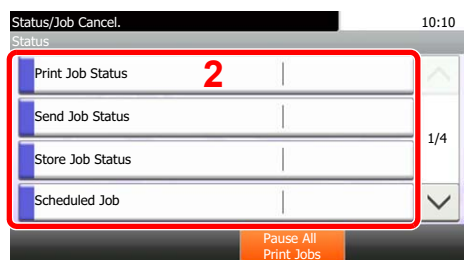 Status/Job Cancel. 10:10
Status
Print Job Status 2
Send Job Status
1/4
Store Job Status
Scheduled Job
Pause All
Print Jobs